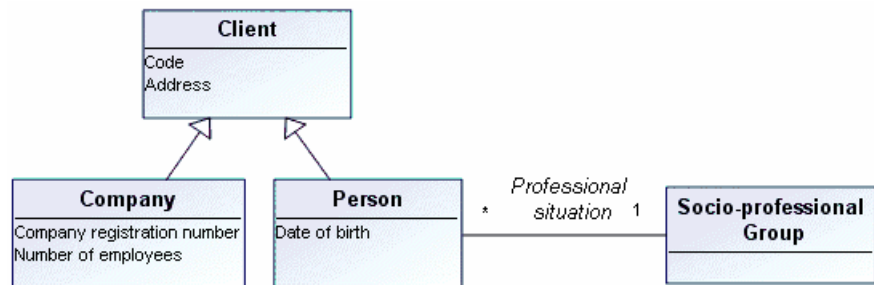 Client
Code
Address
Company
Company registration number
Number of employees
Person
Date of birth
Professional
situation
*
1
Socio-professional
Group